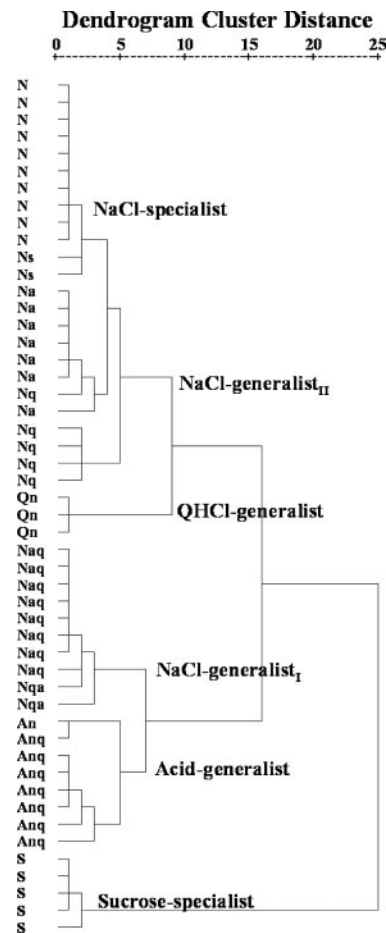 Dendrogram Cluster Distance
0 5 10 15 20 25
N
N
N
N
N
N
N
N
NaCl-specialist
N
N
Ns
Ns
Na
Na
Na
Na
Na
Na
NaCl-generalistII
Nq
Na
Nq
Nq
Nq
Nq
Qn
Qn
QHCl-generalist
Qn
Naq
Naq
Naq
Naq
Naq
Naq
Naq
Naq
NaCl-generalistI
Nqa
Nqa
An
Anq
Anq
Anq
Acid-generalist
Anq
Anq
Anq
Anq
S
S
S
Sucrose-specialist
S
S